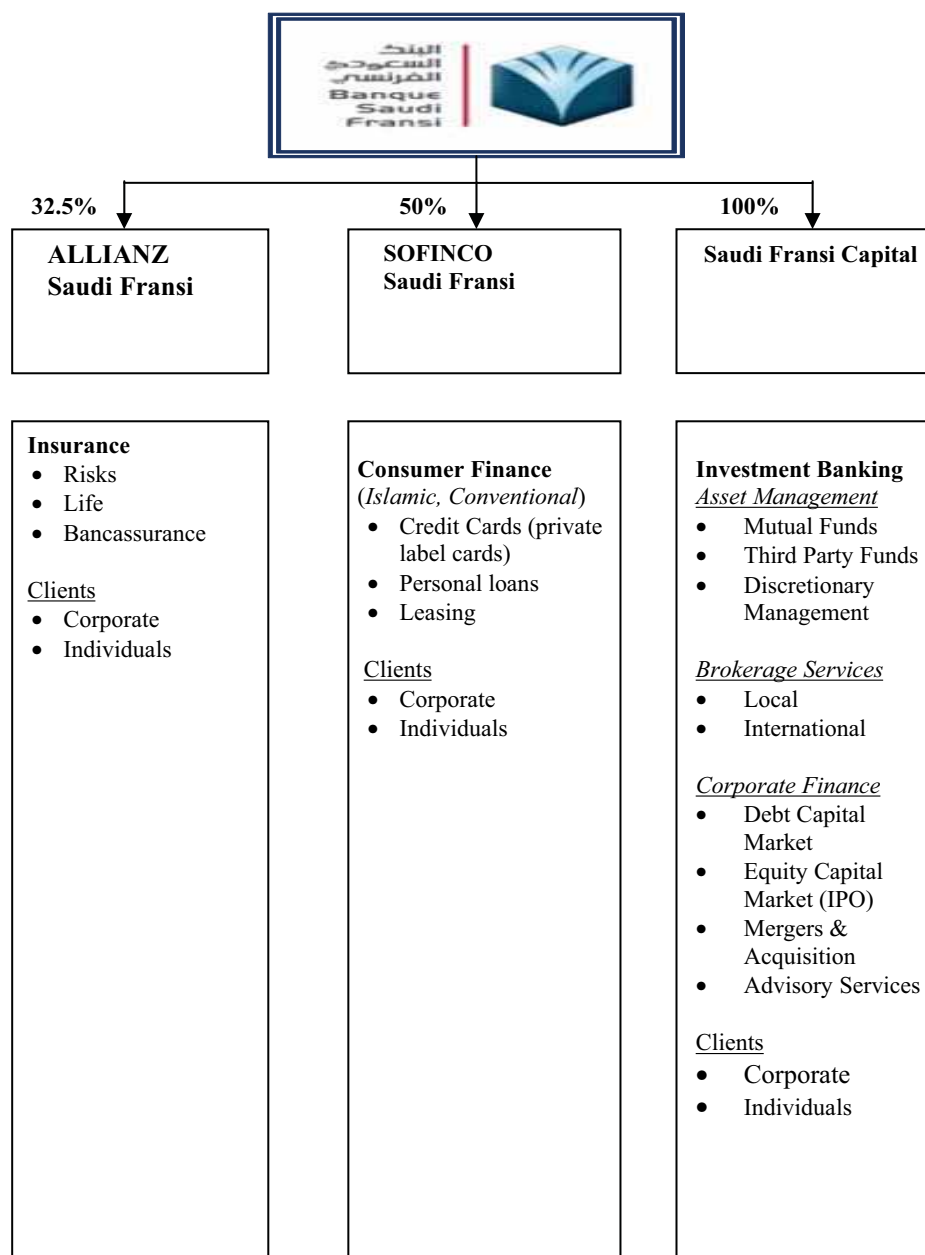 البنك
السعودي
الفرنسي
Banque
Saudi
Fransi
32.5%
50%
100%
ALLIANZ
Saudi Fransi
SOFINCO
Saudi Fransi
Saudi Fransi Capital
Insurance
• Risks
• Life
• Bancassurance
Clients
• Corporate
• Individuals
Consumer Finance
(Islamic, Conventional)
• Credit Cards (private
label cards)
• Personal loans
• Leasing
Clients
• Corporate
• Individuals
Investment Banking
Asset Management
• Mutual Funds
• Third Party Funds
• Discretionary
Management
Brokerage Services
• Local
• International
Corporate Finance
• Debt Capital
Market
• Equity Capital
Market (IPO)
• Mergers &
Acquisition
• Advisory Services
Clients
• Corporate
• Individuals